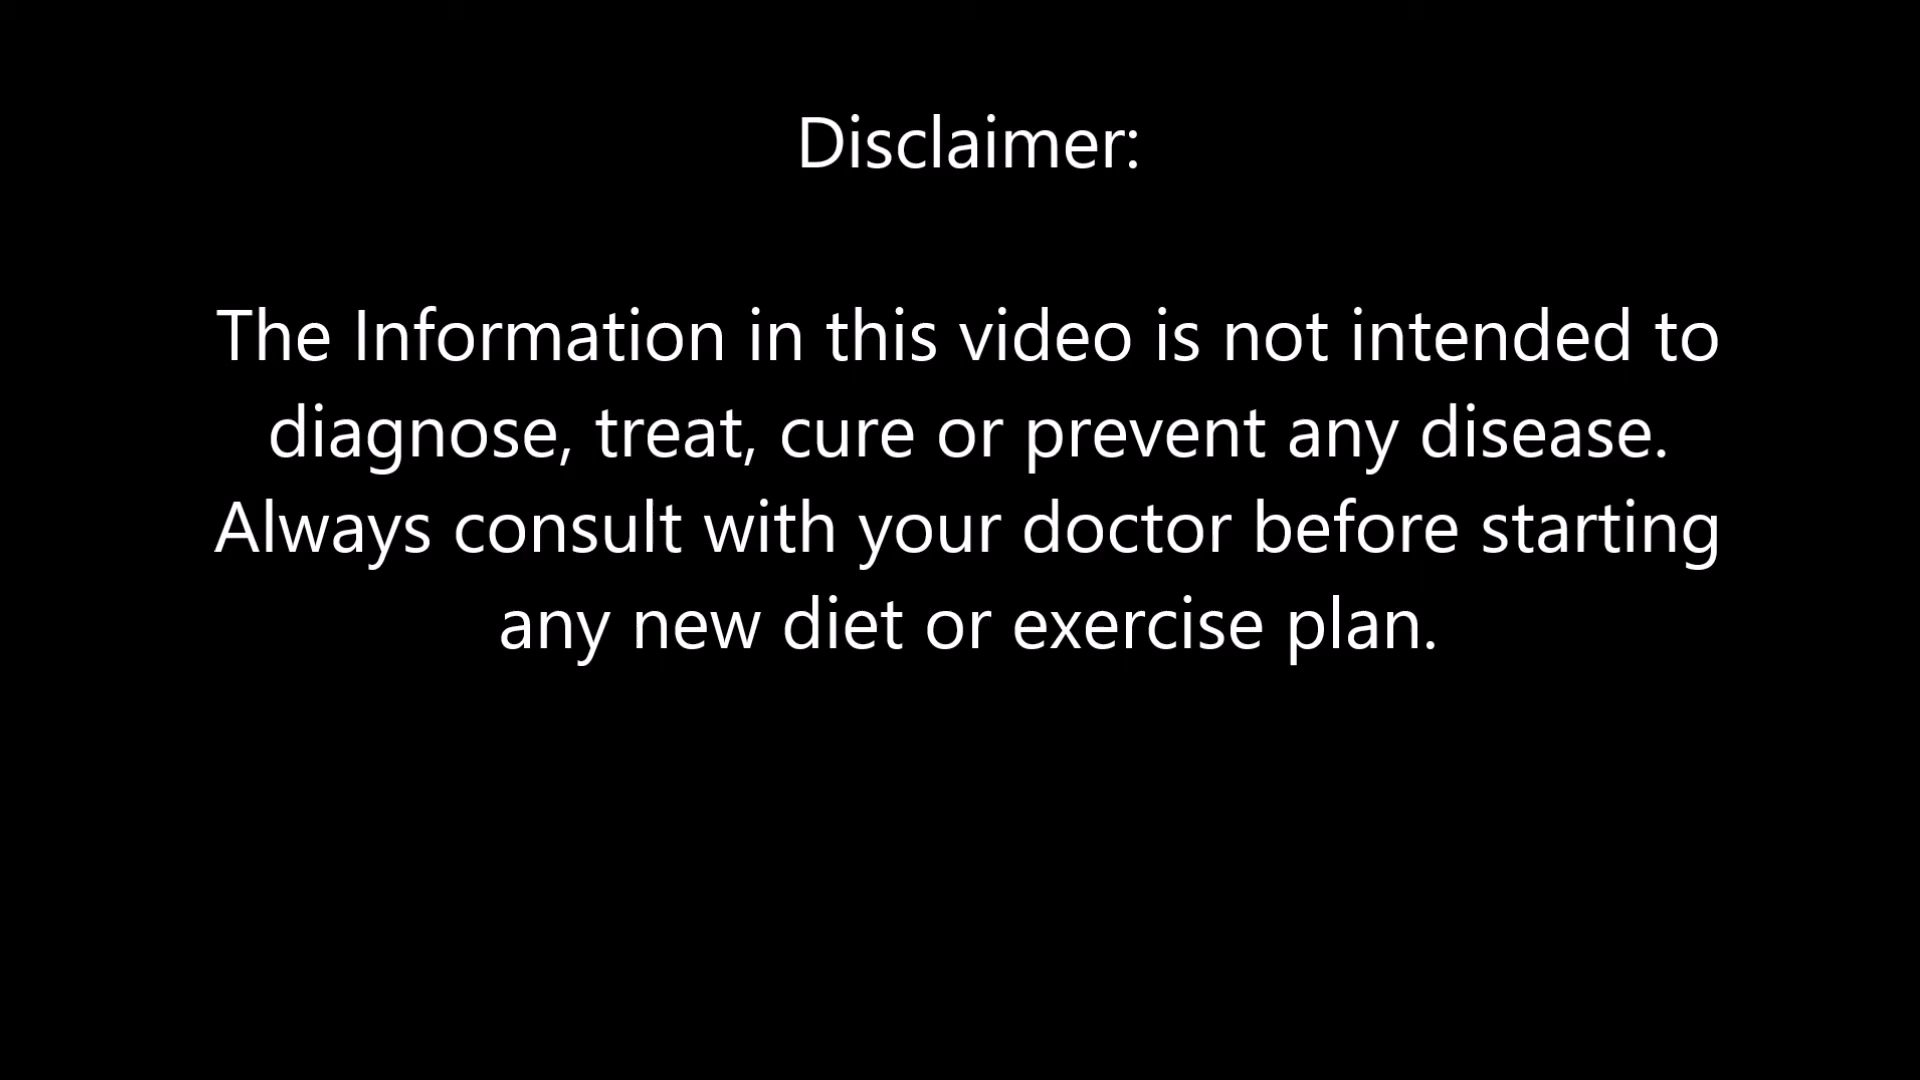 Disclaimer:
The Information in this video is not intended to
diagnose, treat, cure or prevent any disease.
Always consult with your doctor before starting
any new diet or exercise plan.